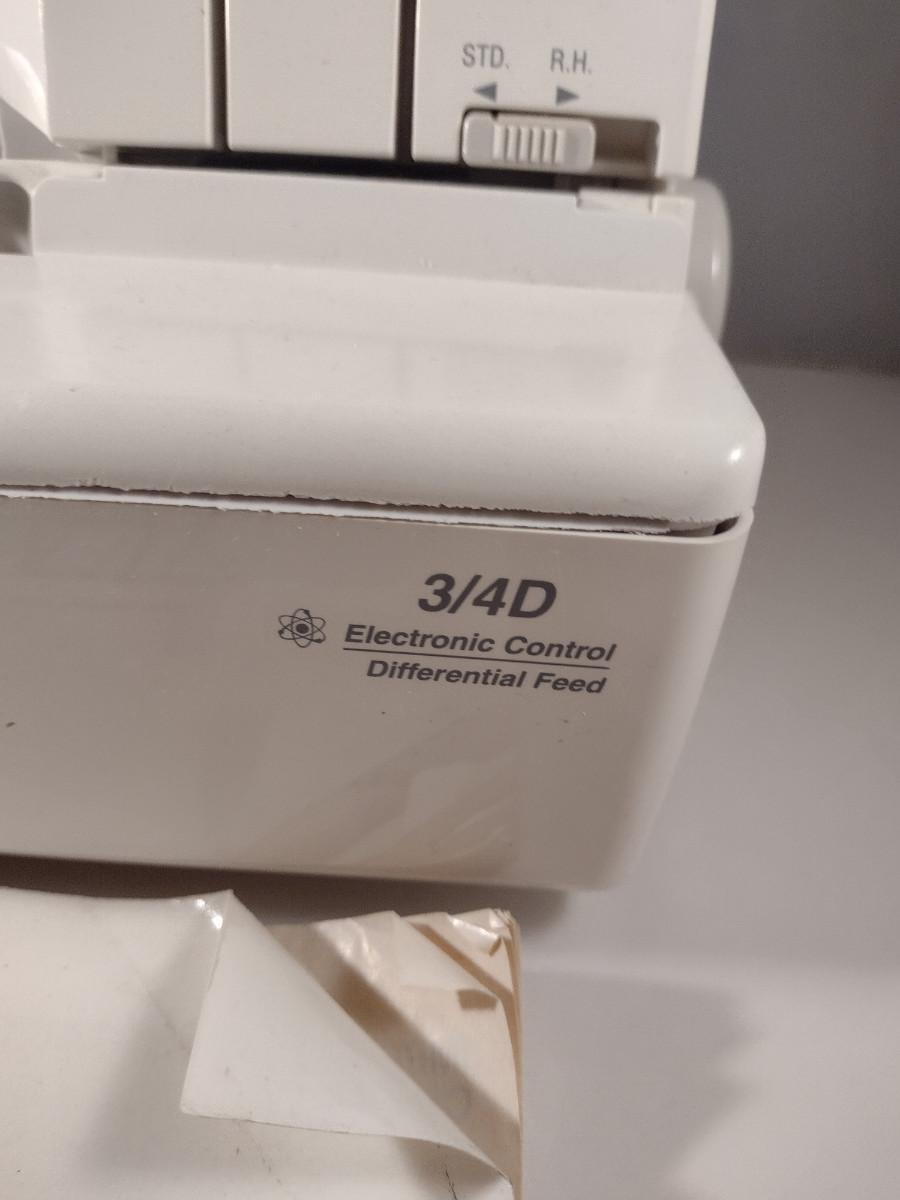 STD. R.H.
3/4D
Electronic Control
Differential Feed